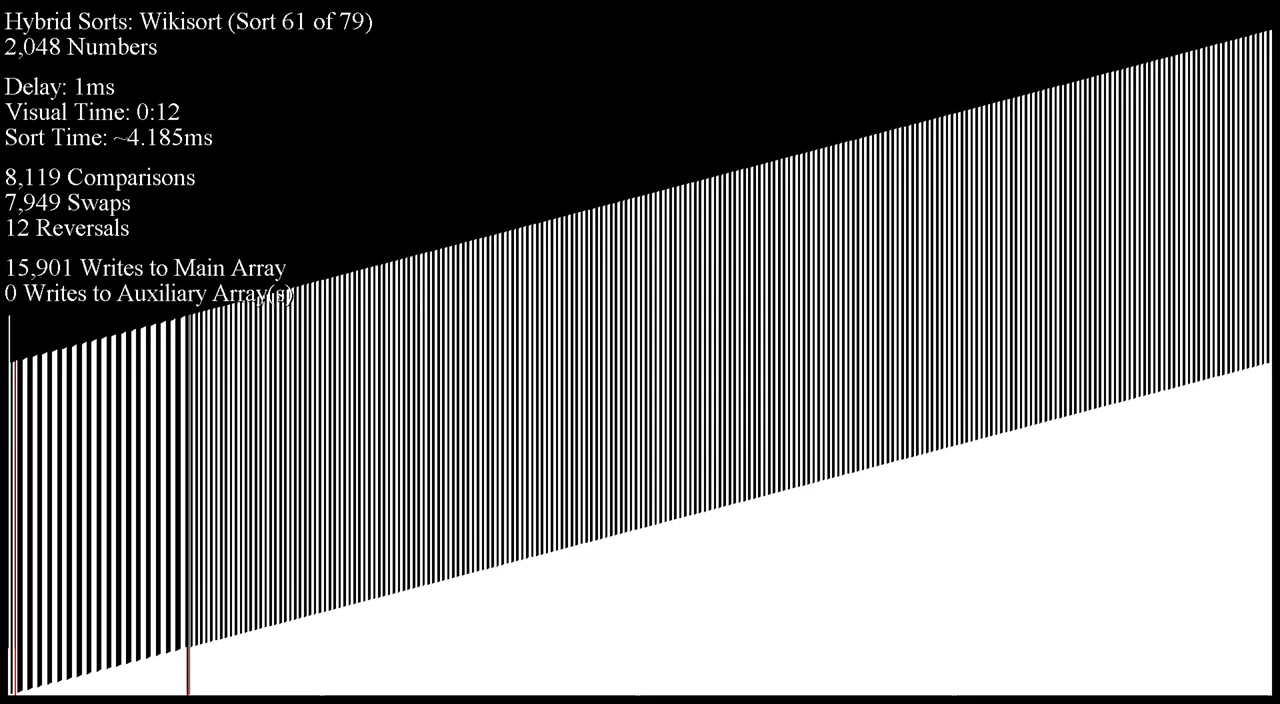 Hybrid Sorts: Wikisort (Sort 61 of 79)
2,048 Numbers
Delay: 1ms
Visual Time: 0:12
Sort Time: ~4.185ms
8,119 Comparisons
7,949 Swaps
12 Reversals
15,901 Writes to Main Array
0 Writes to Auxiliary Array(s)